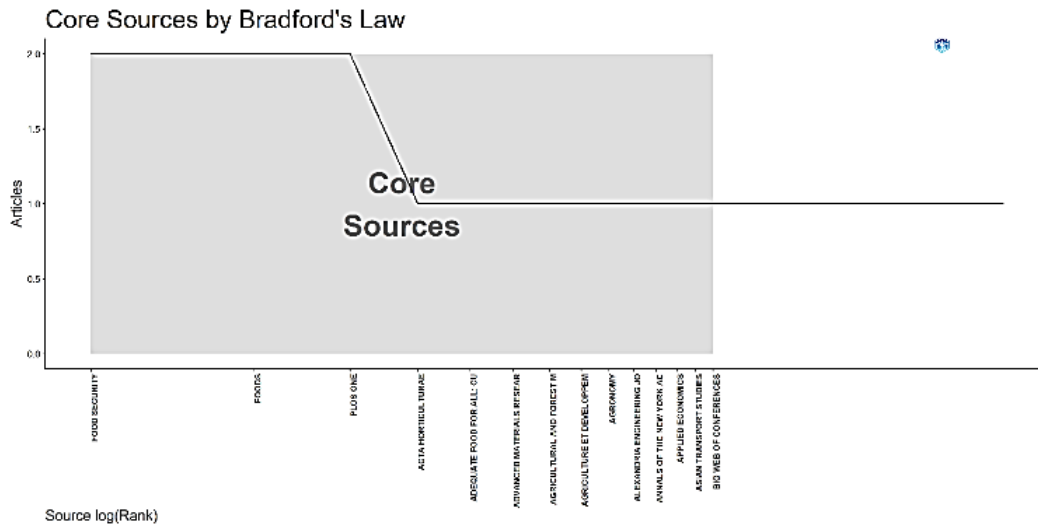 Core Sources by Bradford's Law
2.0
1.5
1.0
0.5
0.0
Articles
Core
Sources
FOOD SECURITY
FOODS
PLOS ONE
ACTA HORTICULTURAE
ADEQUATE FOOD FOR ALL: CU
ADVANCED MATERIALS RESEAR
AGRICULTURAL AND FOREST M
AGRICULTURE ET DEVELOPPEM
AGRONOMY
ALEXANDRIA ENGINEERING JO
ANNALS OF THE NEW YORK AC
APPLIED ECONOMICS
ASIAN TRANSPORT STUDIES
BIO WEB OF CONFERENCES
Source log(Rank)